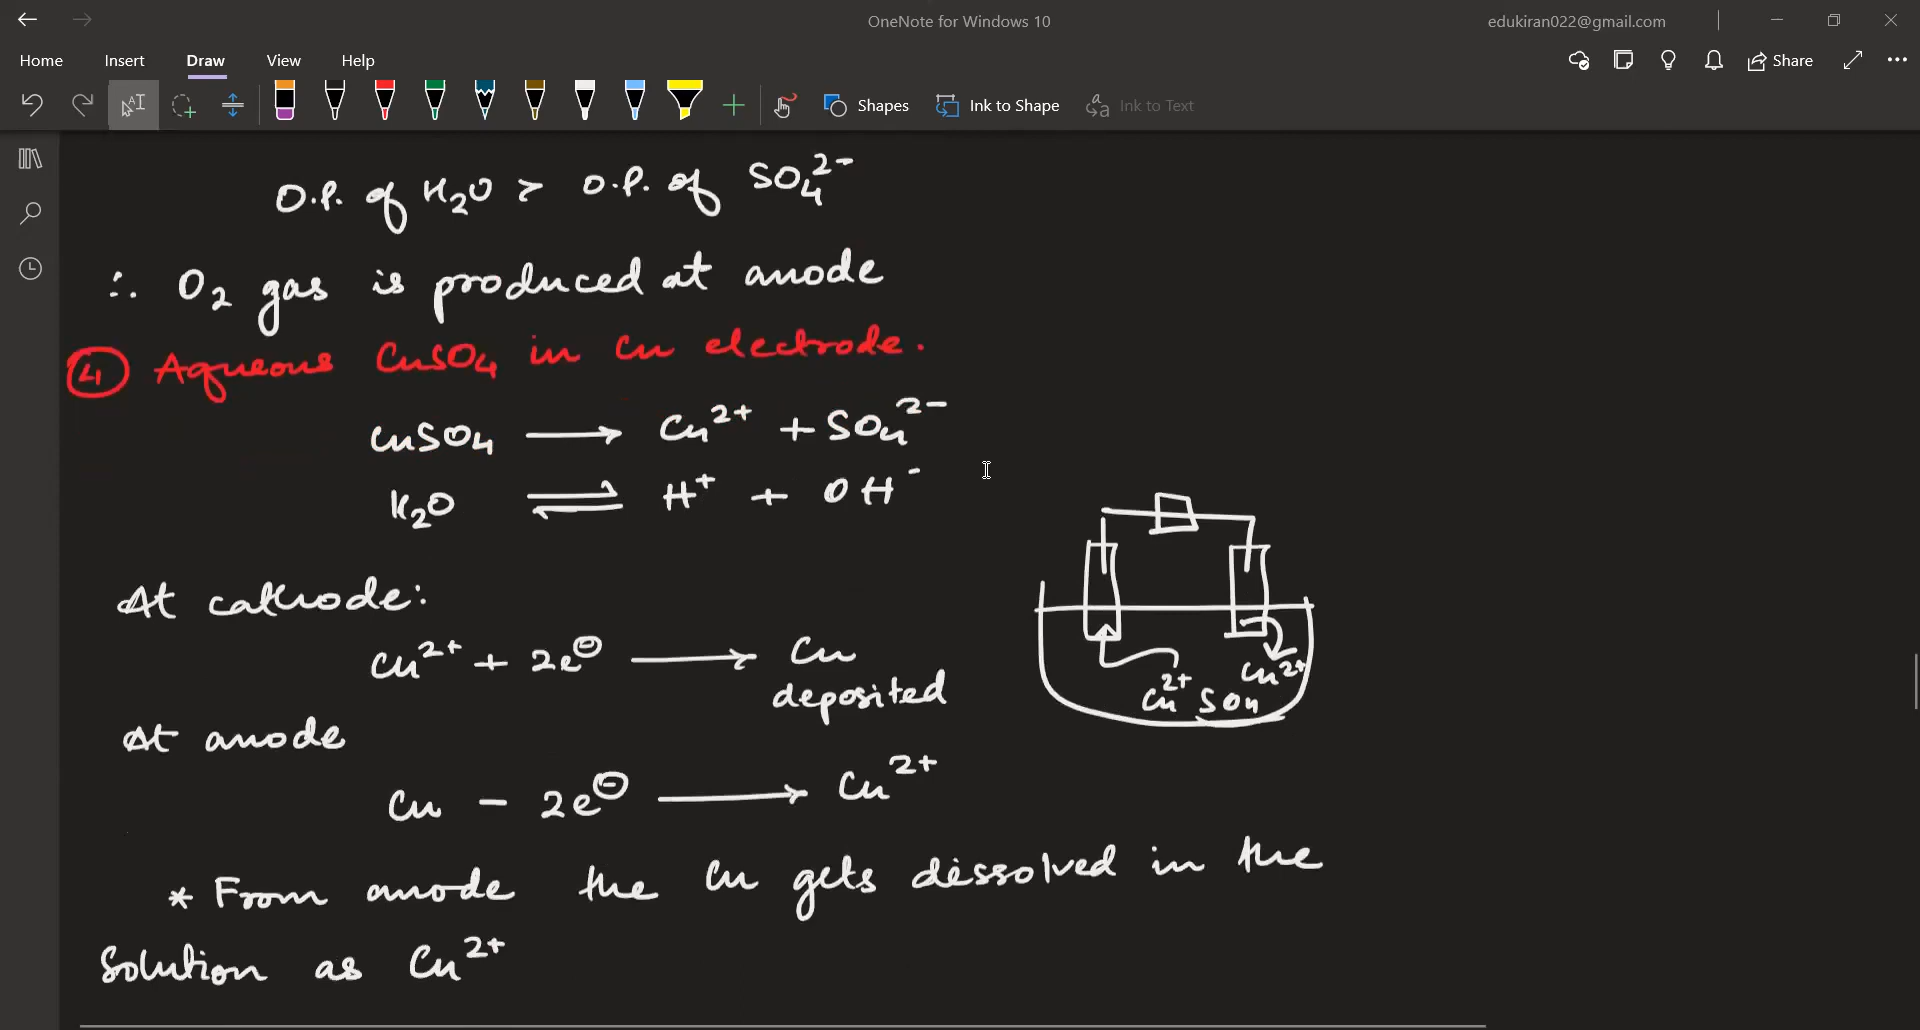 OneNote for Windows 10
edukiran022@gmail.com
Home Insert Draw View Help
Share
Shapes Ink to Shape Ink to Text
O.P. of H₂O > O.P. of SO₄²⁻
∴ O₂ gas is produced at anode
④ Aqueous CuSO₄ in Cu electrode.
CuSO₄ ⟶ Cu²⁺ + SO₄²⁻
H₂O ⇌ H⁺ + OH⁻
At cathode:
Cu²⁺ + 2e⊖ ⟶ Cu
deposited
Cu²⁺
Cu²⁺ SO₄
At anode
Cu - 2e⊖ ⟶ Cu²⁺
* From anode the Cu gets dissolved in the
Solution as Cu²⁺